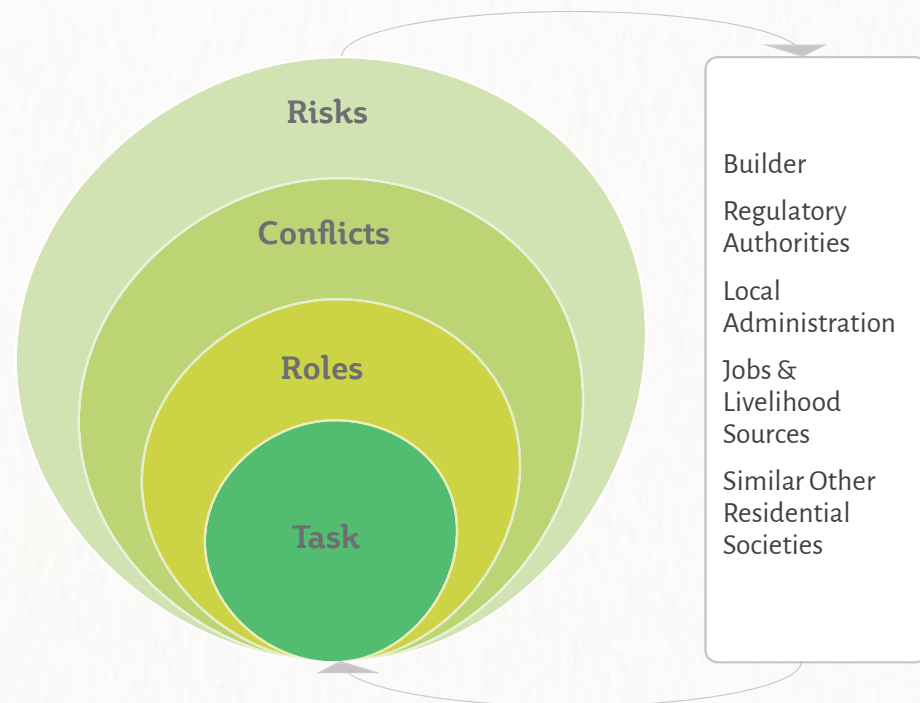 Risks
Conflicts
Roles
Task
Builder
Regulatory
Authorities
Local
Administration
Jobs &
Livelihood
Sources
Similar Other
Residential
Societies